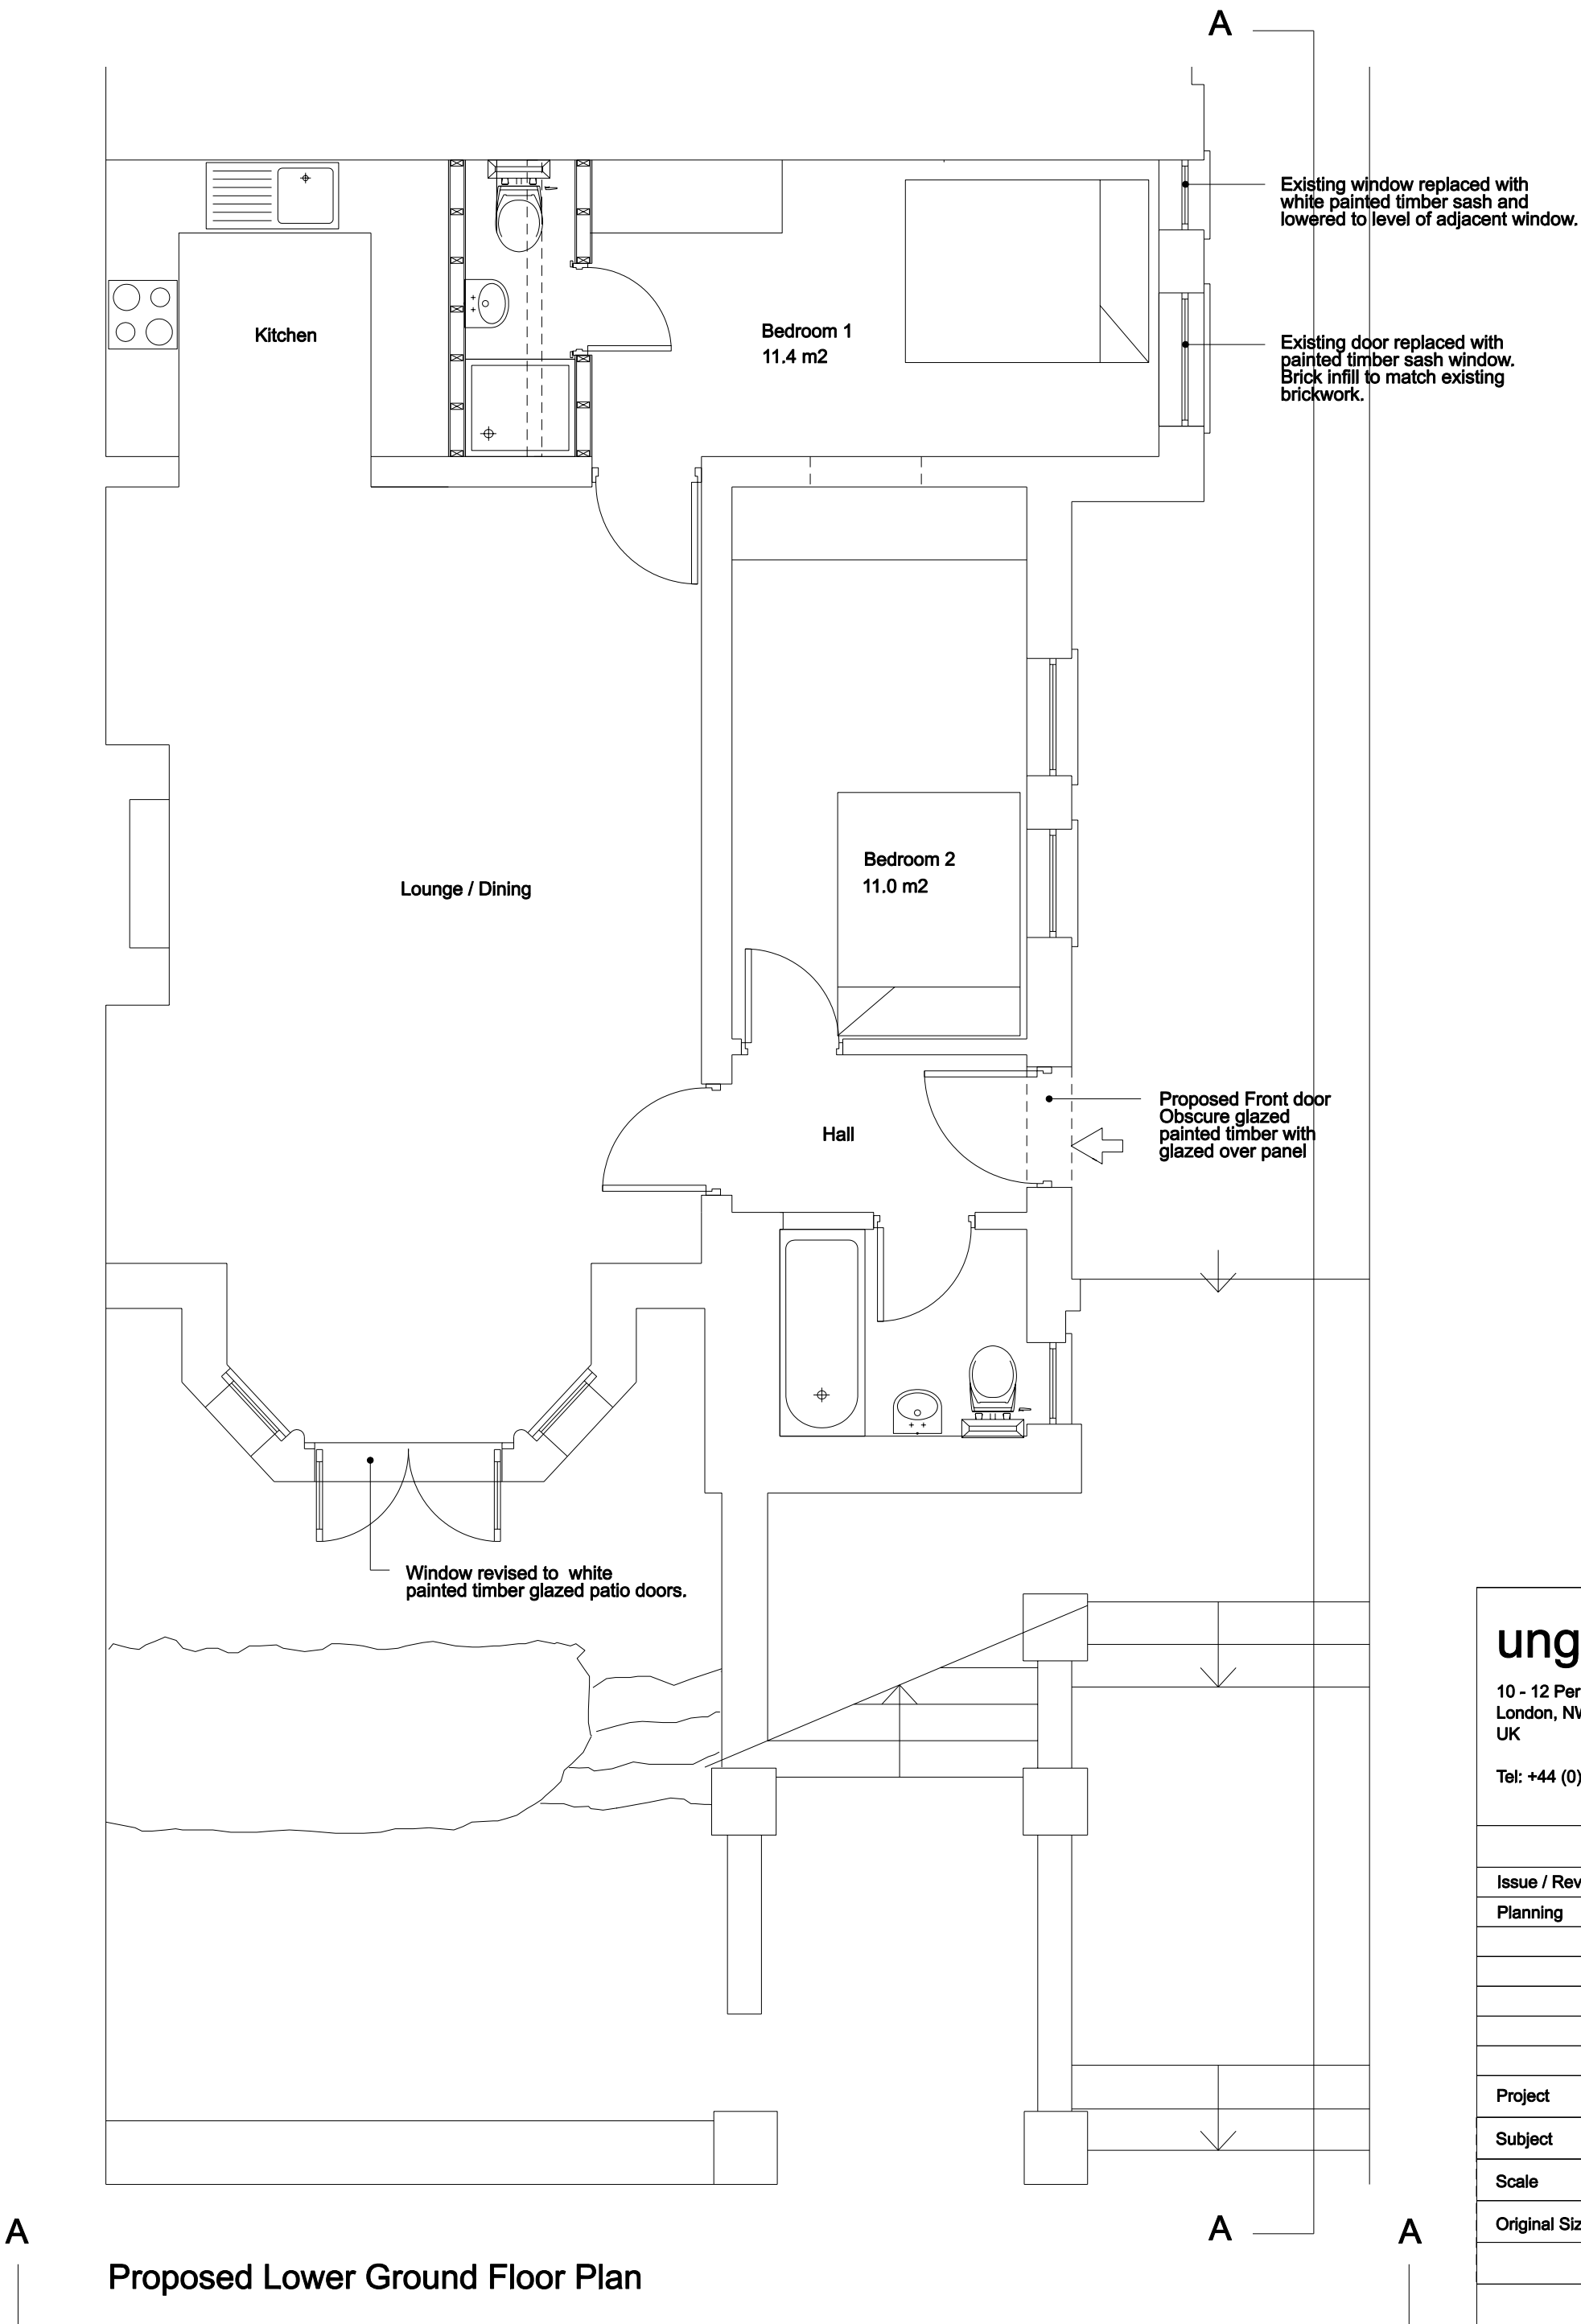 A
Existing window replaced with
white painted timber sash and
lowered to level of adjacent window.
Kitchen
Bedroom 1
11.4 m2
Existing door replaced with
painted timber sash window.
Brick infill to match existing
brickwork.
Lounge / Dining
Bedroom 2
11.0 m2
Hall
Proposed Front door
Obscure glazed
painted timber with
glazed over panel
Window revised to white
painted timber glazed patio doors.
ung
10 - 12 Per
London, NW
UK
Tel: +44 (0)
Issue / Rev
Planning
Project
Subject
Scale
Original Siz
A
A
A
Proposed Lower Ground Floor Plan